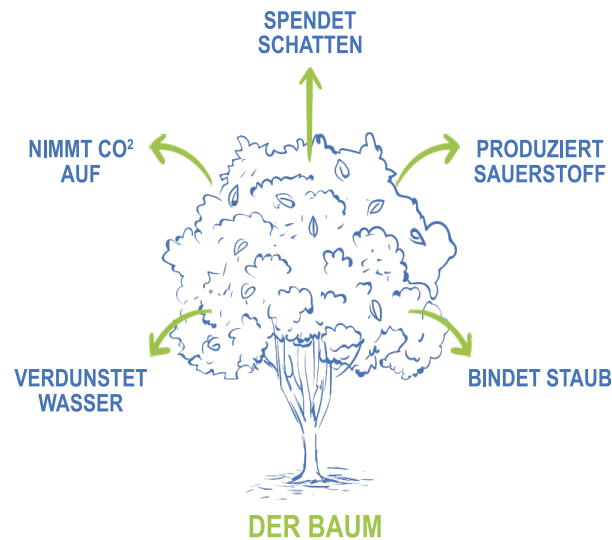 SPENDET
SCHATTEN
NIMMT CO²
AUF
PRODUZIERT
SAUERSTOFF
VERDUNSTET
WASSER
BINDET STAUB
DER BAUM